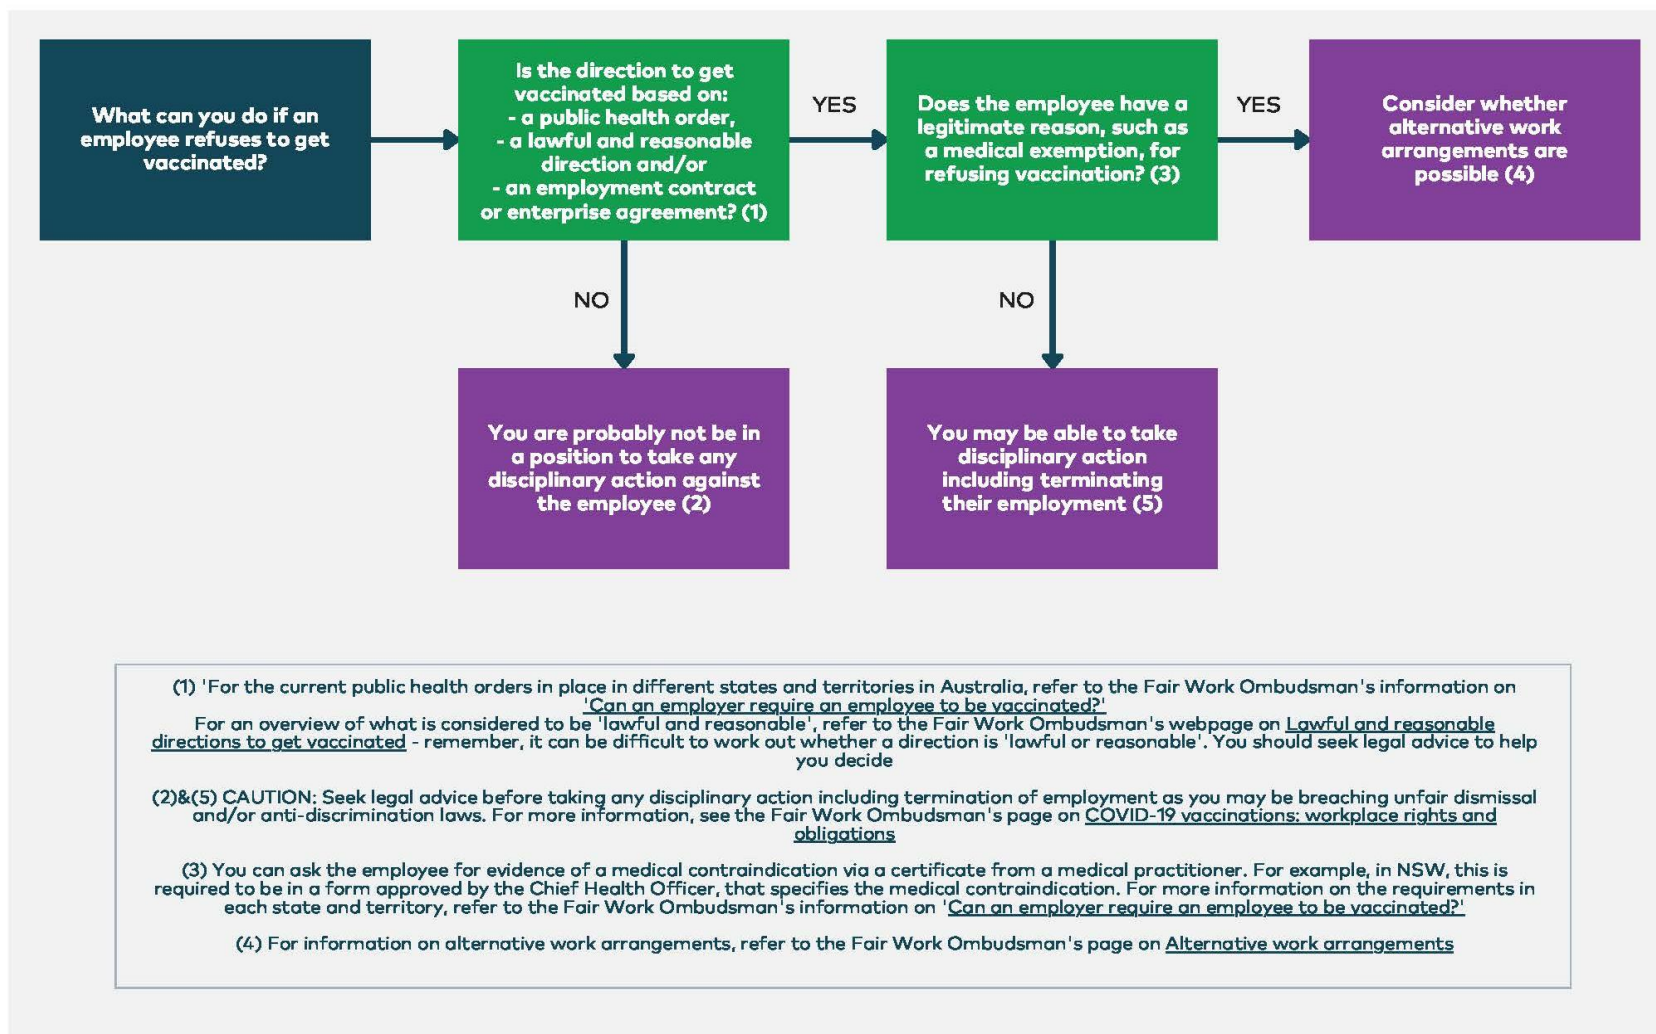 What can you do if an
employee refuses to get
vaccinated?
Is the direction to get
vaccinated based on:
- a public health order,
- a lawful and reasonable
direction and/or
- an employment contract
or enterprise agreement? (1)
YES
Does the employee have a
legitimate reason, such as
a medical exemption, for
refusing vaccination? (3)
YES
Consider whether
alternative work
arrangements are
possible (4)
NO
NO
You are probably not be in
a position to take any
disciplinary action against
the employee (2)
You may be able to take
disciplinary action
including terminating
their employment (5)
(1) 'For the current public health orders in place in different states and territories in Australia, refer to the Fair Work Ombudsman's information on
'Can an employer require an employee to be vaccinated?'
For an overview of what is considered to be 'lawful and reasonable', refer to the Fair Work Ombudsman's webpage on Lawful and reasonable
directions to get vaccinated - remember, it can be difficult to work out whether a direction is 'lawful or reasonable'. You should seek legal advice to help
you decide
(2)&(5) CAUTION: Seek legal advice before taking any disciplinary action including termination of employment as you may be breaching unfair dismissal
and/or anti-discrimination laws. For more information, see the Fair Work Ombudsman's page on COVID-19 vaccinations: workplace rights and
obligations
(3) You can ask the employee for evidence of a medical contraindication via a certificate from a medical practitioner. For example, in NSW, this is
required to be in a form approved by the Chief Health Officer, that specifies the medical contraindication. For more information on the requirements in
each state and territory, refer to the Fair Work Ombudsman's information on 'Can an employer require an employee to be vaccinated?'
(4) For information on alternative work arrangements, refer to the Fair Work Ombudsman's page on Alternative work arrangements